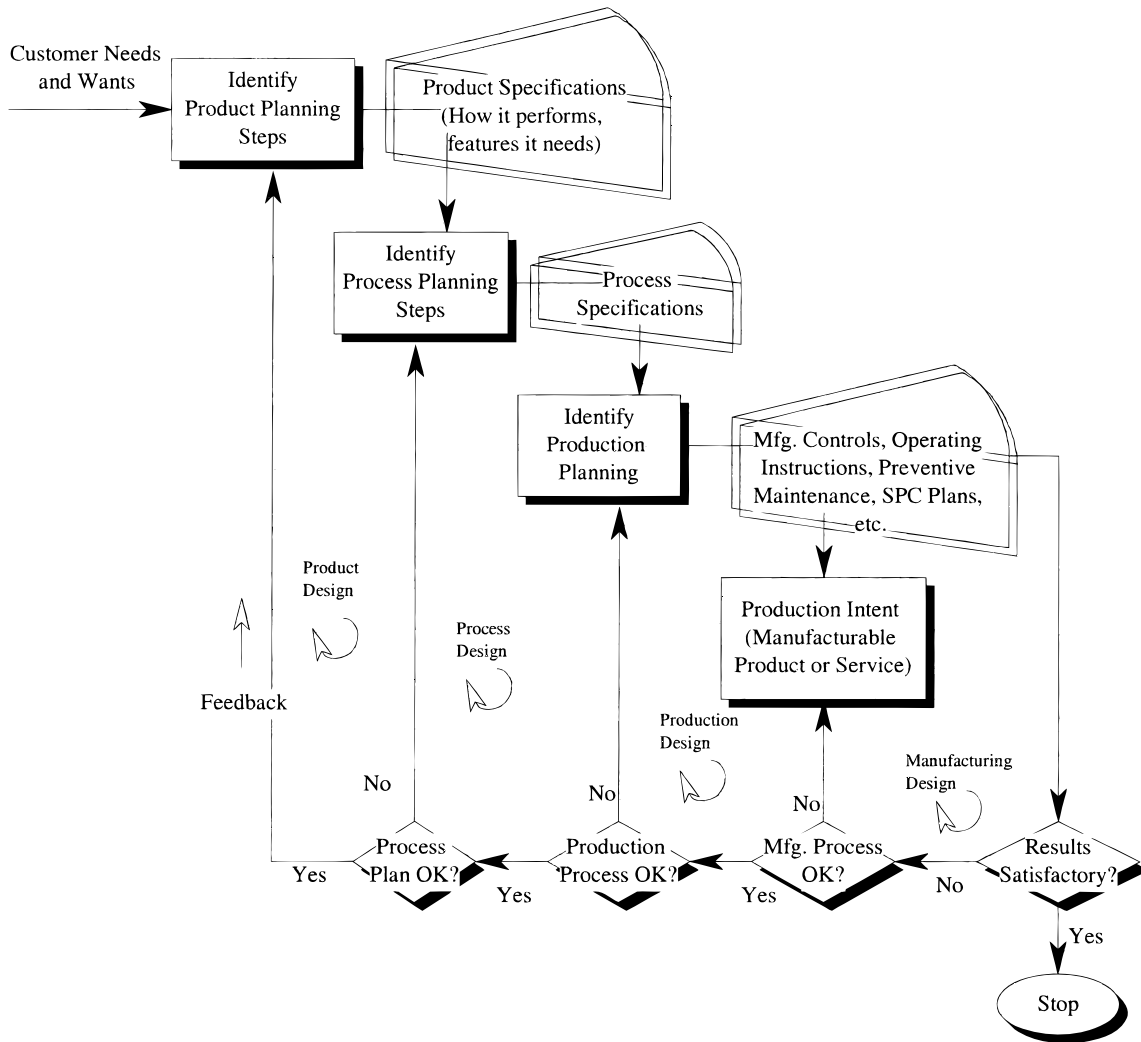 Customer Needs
and Wants
Identify
Product Planning
Steps
Product Specifications
(How it performs,
features it needs)
Identify
Process Planning
Steps
Process
Specifications
Identify
Production
Planning
Mfg. Controls, Operating
Instructions, Preventive
Maintenance, SPC Plans,
etc.
Product
Design
Process
Design
Production Intent
(Manufacturable
Product or Service)
Feedback
Production
Design
Manufacturing
Design
No
No
No
Process
Plan OK?
Production
Process OK?
Mfg. Process
OK?
Results
Satisfactory?
Yes
Yes
Yes
No
Yes
Stop